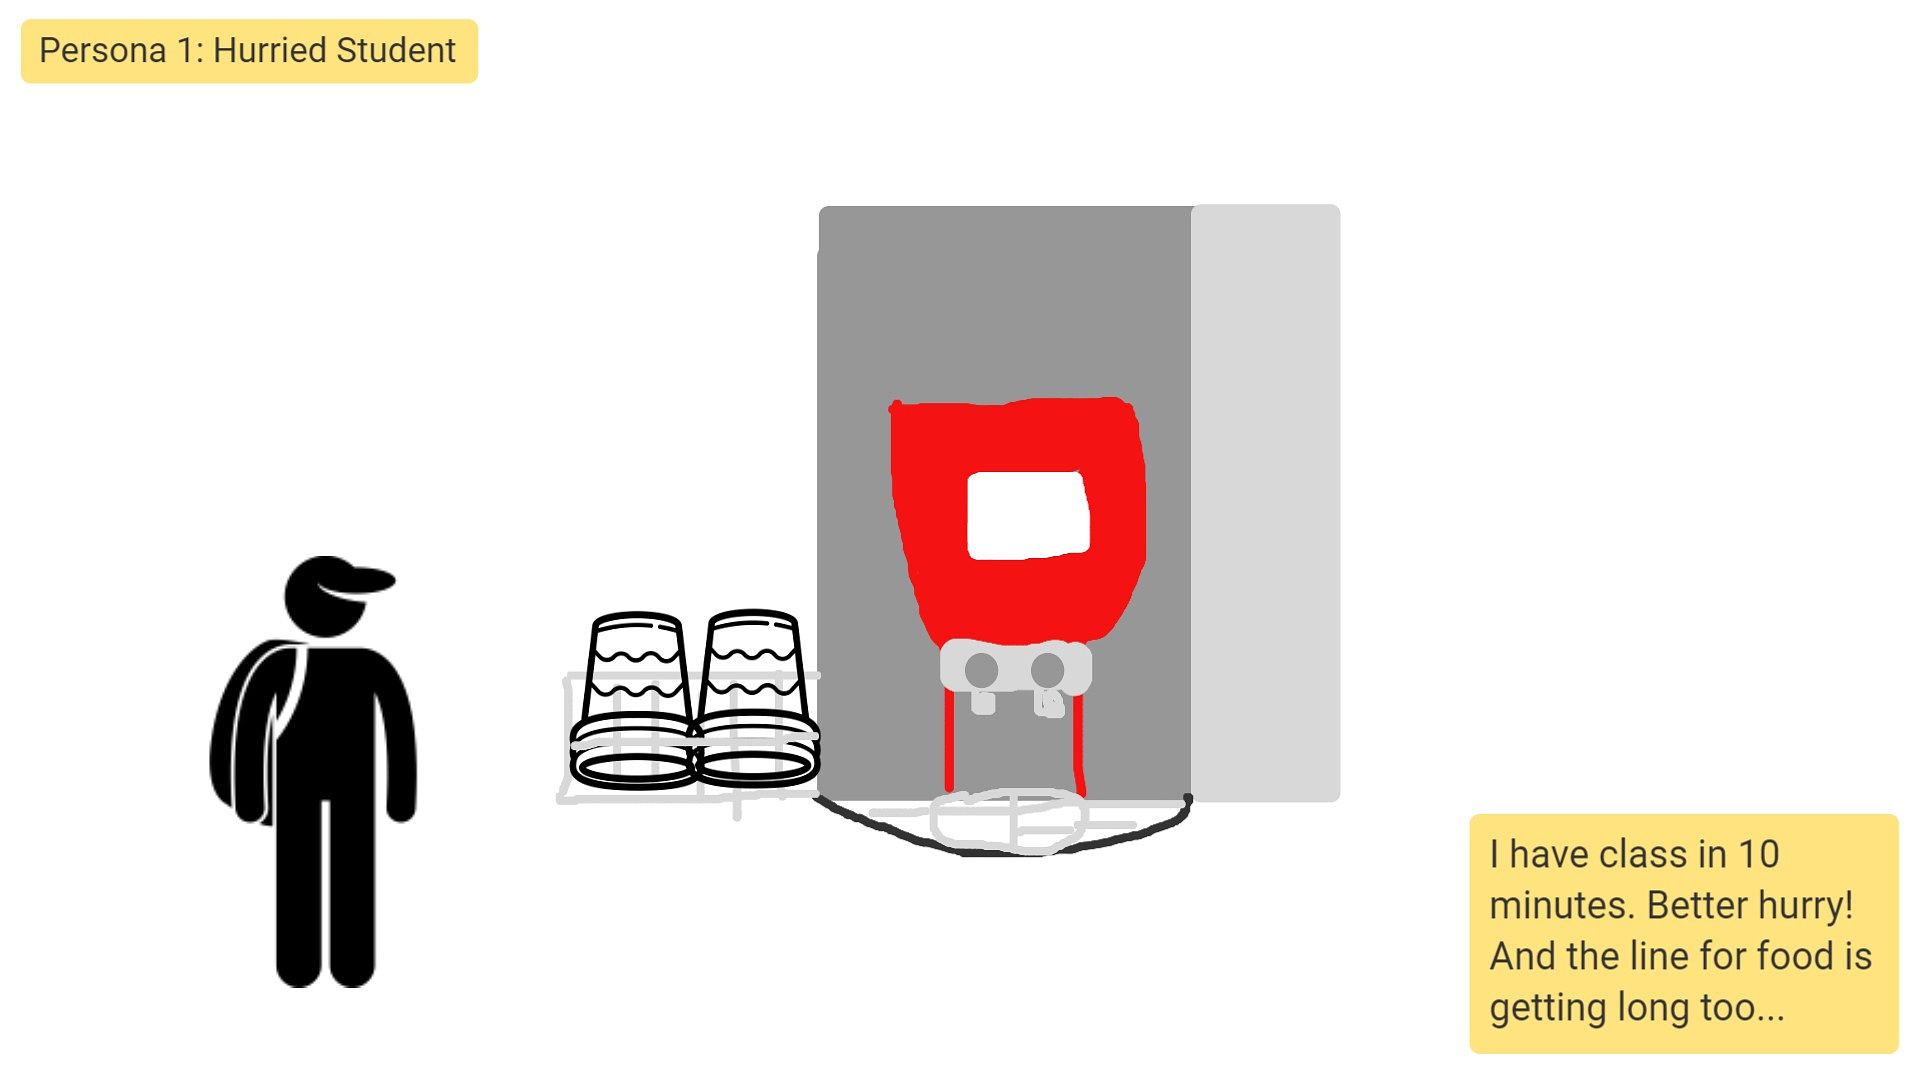 Persona 1: Hurried Student
I have class in 10
minutes. Better hurry!
And the line for food is
getting long too...